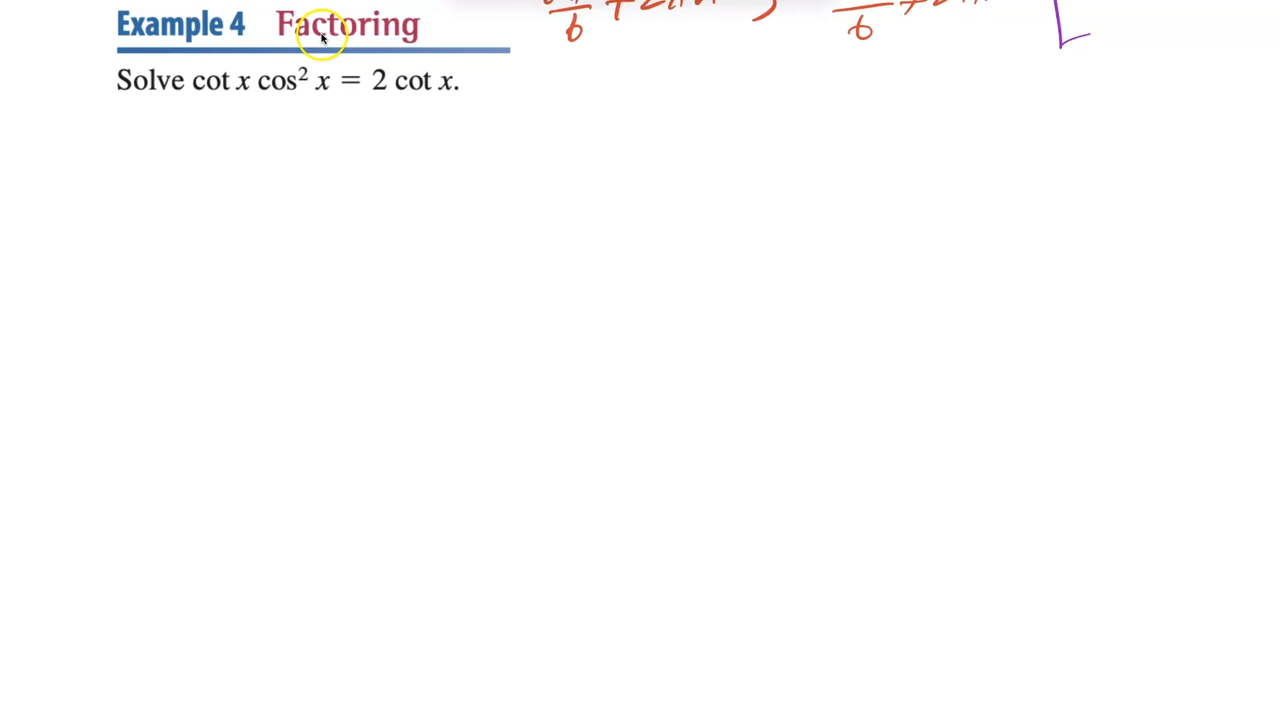 Example 4 Factoring
Solve cot x cos² x = 2 cot x.